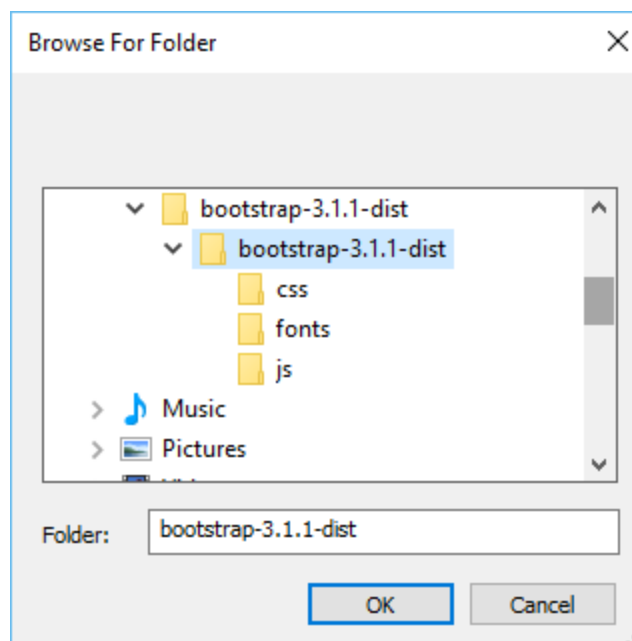 Browse For Folder
bootstrap-3.1.1-dist
bootstrap-3.1.1-dist
css
fonts
js
Music
Pictures
Folder:
bootstrap-3.1.1-dist
OK
Cancel